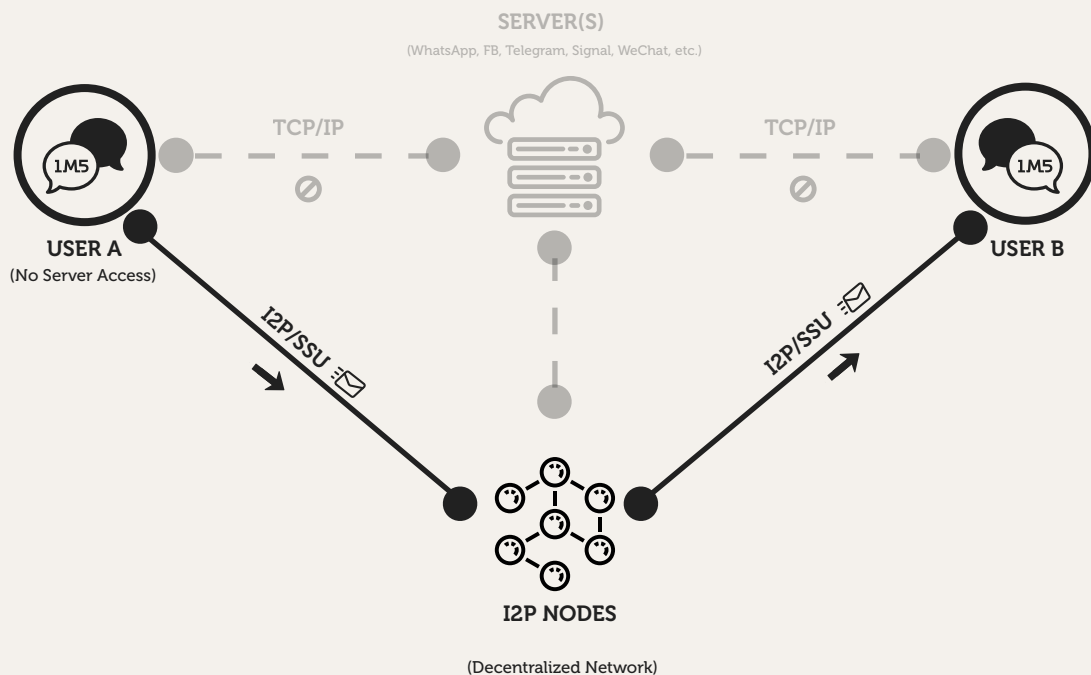 SERVER(S)
(WhatsApp, FB, Telegram, Signal, WeChat, etc.)
TCP/IP
TCP/IP
1M5
1M5
USER A
(No Server Access)
USER B
I2P/SSU
I2P/SSU
I2P NODES
(Decentralized Network)